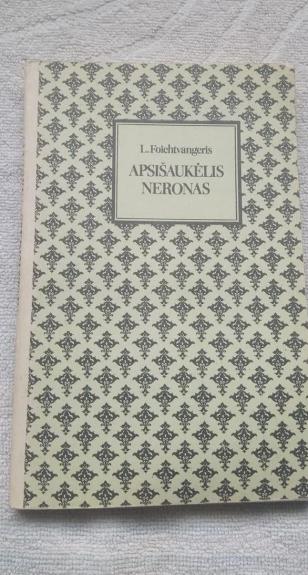 L. Foichtvangeris
APSIŠAUKĖLIS
NERONAS